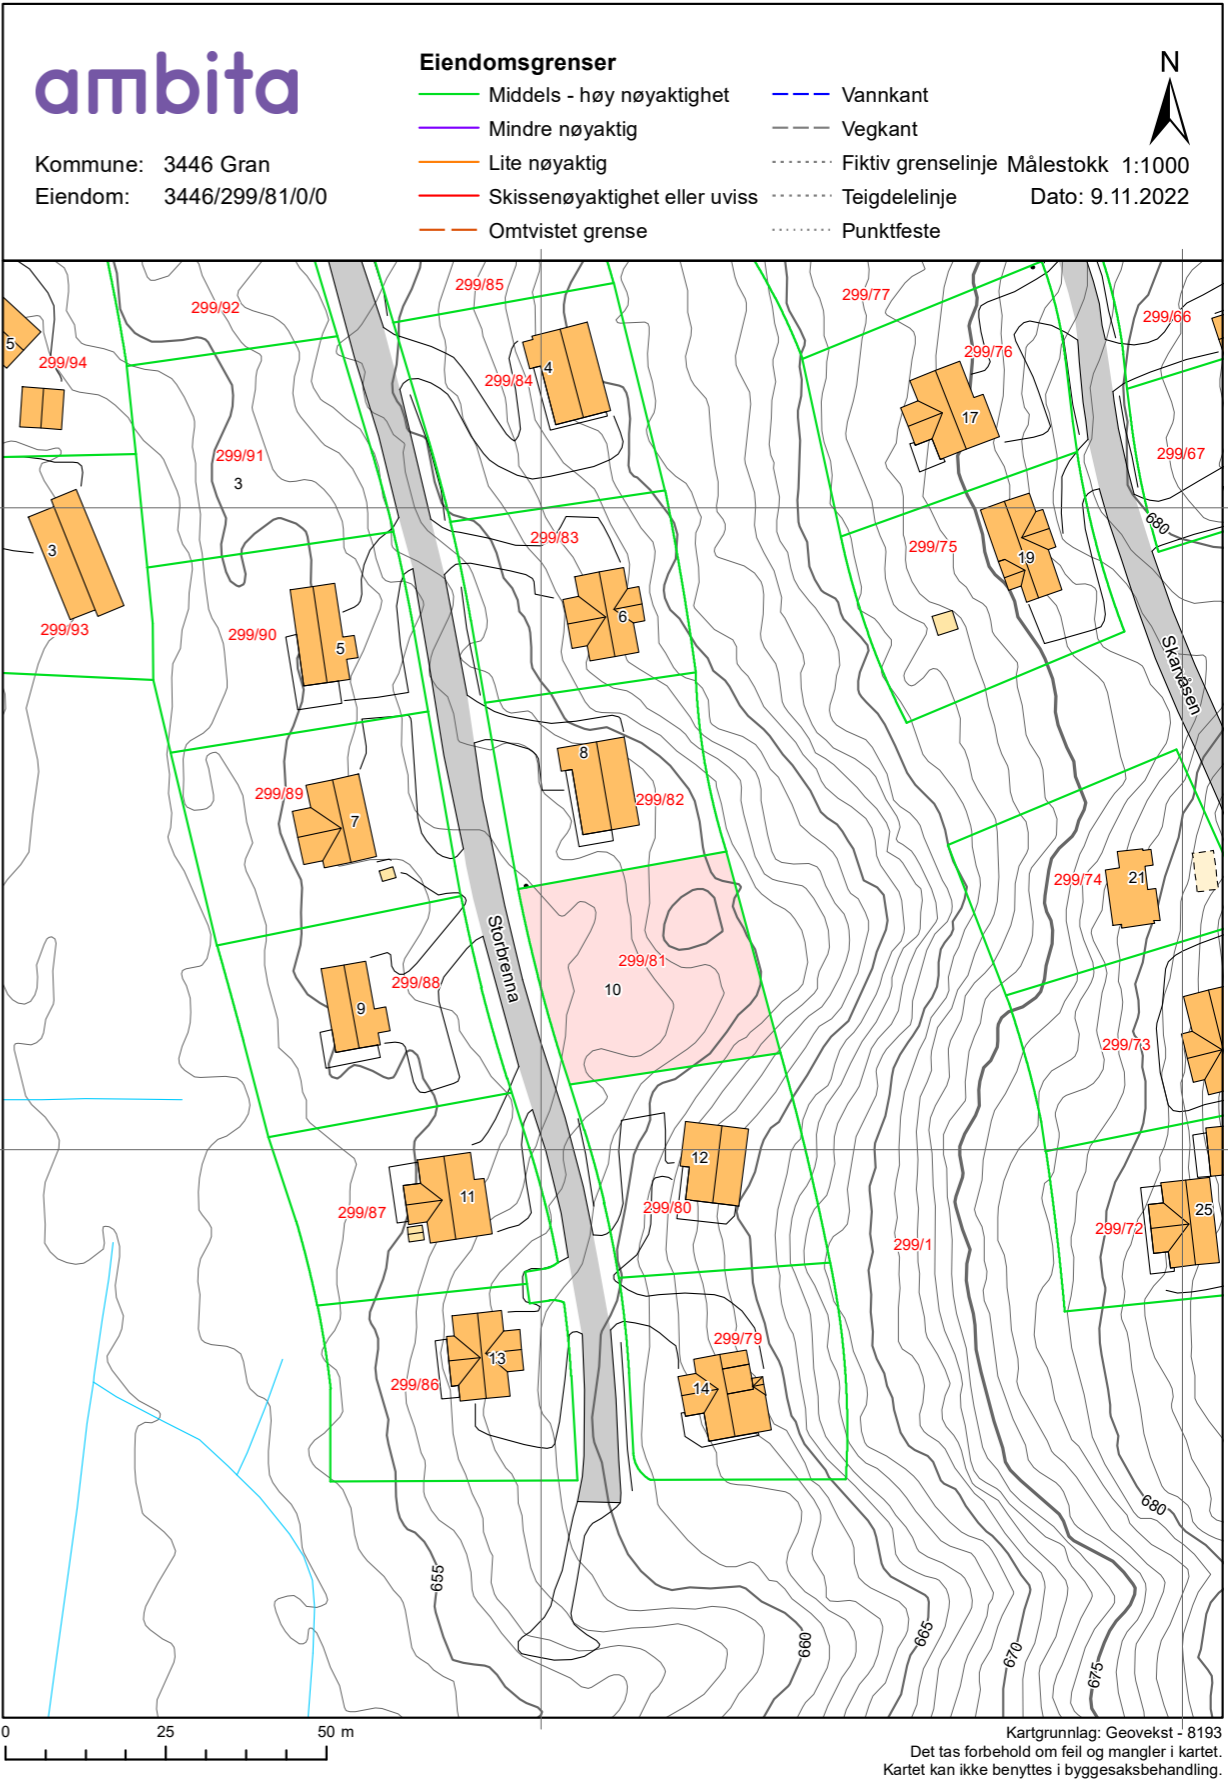 ambita
Kommune: 3446 Gran
Eiendom: 3446/299/81/0/0
Eiendomsgrenser
Middels - høy nøyaktighet
Mindre nøyaktig
Lite nøyaktig
Skissenøyaktighet eller uviss
Omtvistet grense
Vannkant
Vegkant
Fiktiv grenselinje
Teigdelelinje
Punktfeste
N
Målestokk 1:1000
Dato: 9.11.2022
299/85
299/77
299/92
299/66
5
299/94
299/76
4
299/84
17
299/91
299/67
3
680
299/83
299/75
3
19
6
299/93
299/90
5
Skarvåsen
8
299/89
299/82
7
21
299/74
Storbrenna
299/81
299/88
10
9
299/73
12
11
299/80
299/87
25
299/72
299/1
299/79
13
299/86
14
680
655
660
665
670
675
0 25 50 m
Kartgrunnlag: Geovekst - 8193
Det tas forbehold om feil og mangler i kartet.
Kartet kan ikke benyttes i byggesaksbehandling.